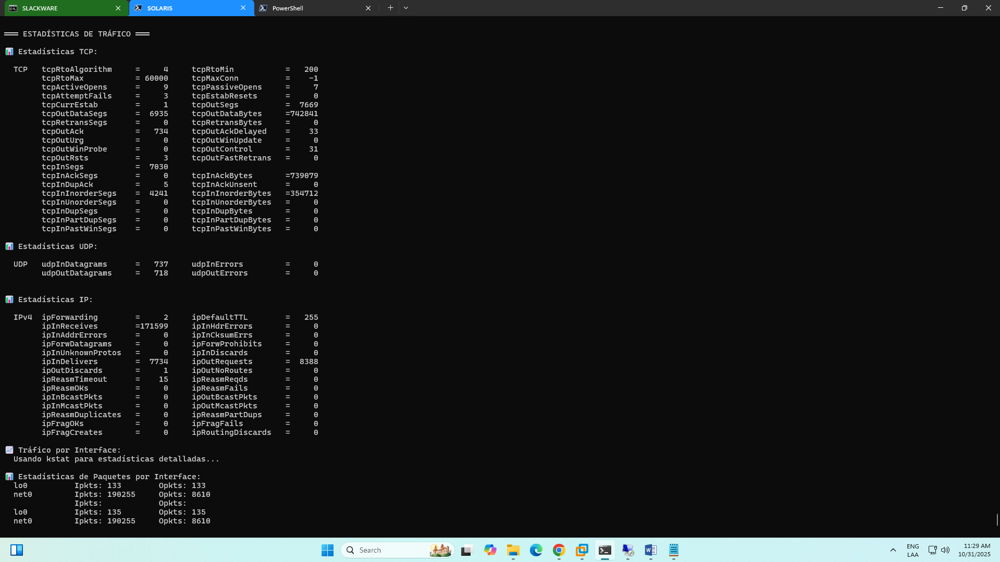 SLACKWARE
SOLARIS
PowerShell
═══ ESTADÍSTICAS DE TRÁFICO ═══
Estadísticas TCP:
TCP tcpRtoAlgorithm = 4 tcpRtoMin = 200
tcpRtoMax = 60000 tcpMaxConn = -1
tcpActiveOpens = 9 tcpPassiveOpens = 7
tcpAttemptFails = 3 tcpEstabResets = 0
tcpCurrEstab = 1 tcpOutSegs = 7669
tcpOutDataSegs = 6935 tcpOutDataBytes =742841
tcpRetransSegs = 0 tcpRetransBytes = 0
tcpOutAck = 734 tcpOutAckDelayed = 33
tcpOutUrg = 0 tcpOutWinUpdate = 0
tcpOutWinProbe = 0 tcpOutControl = 31
tcpOutRsts = 3 tcpOutFastRetrans = 0
tcpInSegs = 7030
tcpInAckSegs = 0 tcpInAckBytes =739079
tcpInDupAck = 5 tcpInAckUnsent = 0
tcpInInorderSegs = 4241 tcpInInorderBytes =354712
tcpInUnorderSegs = 0 tcpInUnorderBytes = 0
tcpInDupSegs = 0 tcpInDupBytes = 0
tcpInPartDupSegs = 0 tcpInPartDupBytes = 0
tcpInPastWinSegs = 0 tcpInPastWinBytes = 0
Estadísticas UDP:
UDP udpInDatagrams = 737 udpInErrors = 0
udpOutDatagrams = 718 udpOutErrors = 0
Estadísticas IP:
IPv4 ipForwarding = 2 ipDefaultTTL = 255
ipInReceives =171599 ipInHdrErrors = 0
ipInAddrErrors = 0 ipInCksumErrs = 0
ipForwDatagrams = 0 ipForwProhibits = 0
ipInUnknownProtos = 0 ipInDiscards = 0
ipInDelivers = 7734 ipOutRequests = 8388
ipOutDiscards = 1 ipOutNoRoutes = 0
ipReasmTimeout = 15 ipReasmReqds = 0
ipReasmOKs = 0 ipReasmFails = 0
ipInBcastPkts = 0 ipOutBcastPkts = 0
ipInMcastPkts = 0 ipOutMcastPkts = 0
ipReasmDuplicates = 0 ipReasmPartDups = 0
ipFragOKs = 0 ipFragFails = 0
ipFragCreates = 0 ipRoutingDiscards = 0
Tráfico por Interface:
Usando kstat para estadísticas detalladas...
Estadísticas de Paquetes por Interface:
lo0 Ipkts: 133 Opkts: 133
net0 Ipkts: 190255 Opkts: 8610
Ipkts: Opkts:
lo0 Ipkts: 135 Opkts: 135
net0 Ipkts: 190255 Opkts: 8610
Search
ENG
LAA
11:29 AM
10/31/2025